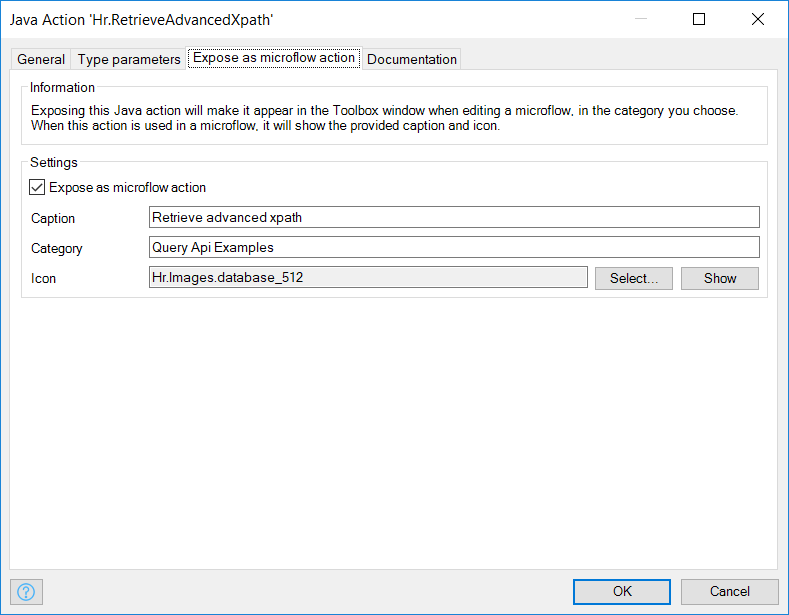 Java Action 'Hr.RetrieveAdvancedXpath'
General Type parameters Expose as microflow action Documentation
Information
Exposing this Java action will make it appear in the Toolbox window when editing a microflow, in the category you choose.
When this action is used in a microflow, it will show the provided caption and icon.
Settings
Expose as microflow action
Caption Retrieve advanced xpath
Category Query Api Examples
Icon Hr.Images.database_512 Select... Show
? OK Cancel